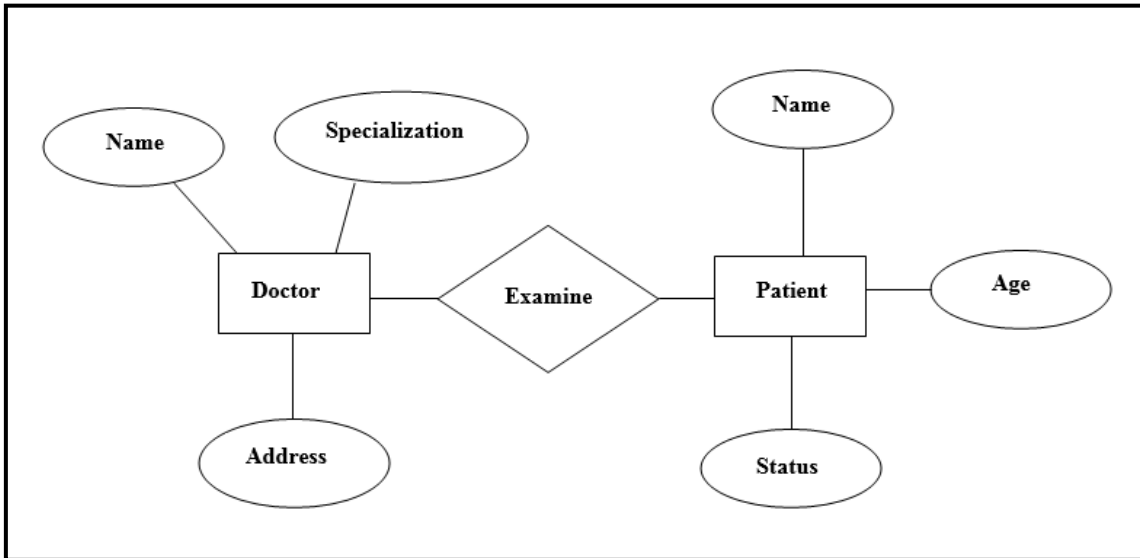 Name
Specialization
Name
Doctor
Examine
Patient
Age
Address
Status